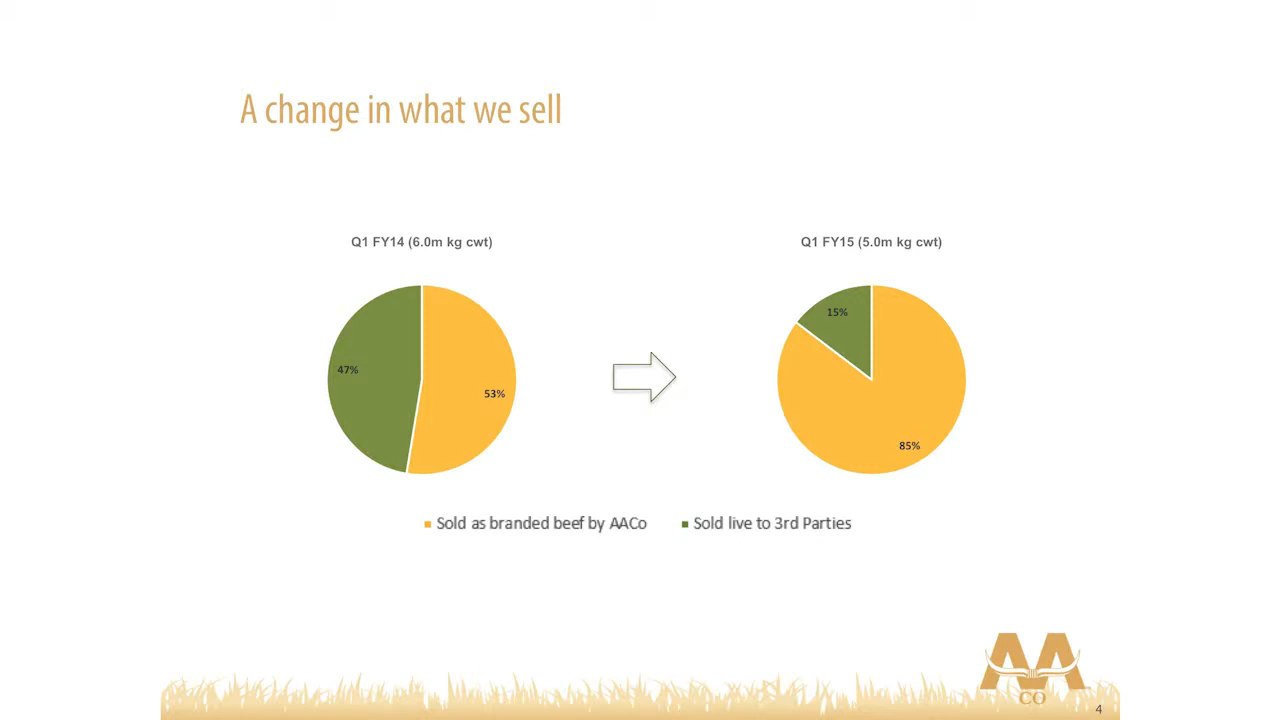 A change in what we sell
Q1 FY14 (6.0m kg cwt)
Q1 FY15 (5.0m kg cwt)
47%
53%
15%
85%
Sold as branded beef by AACo
Sold live to 3rd Parties
AA
CO
4